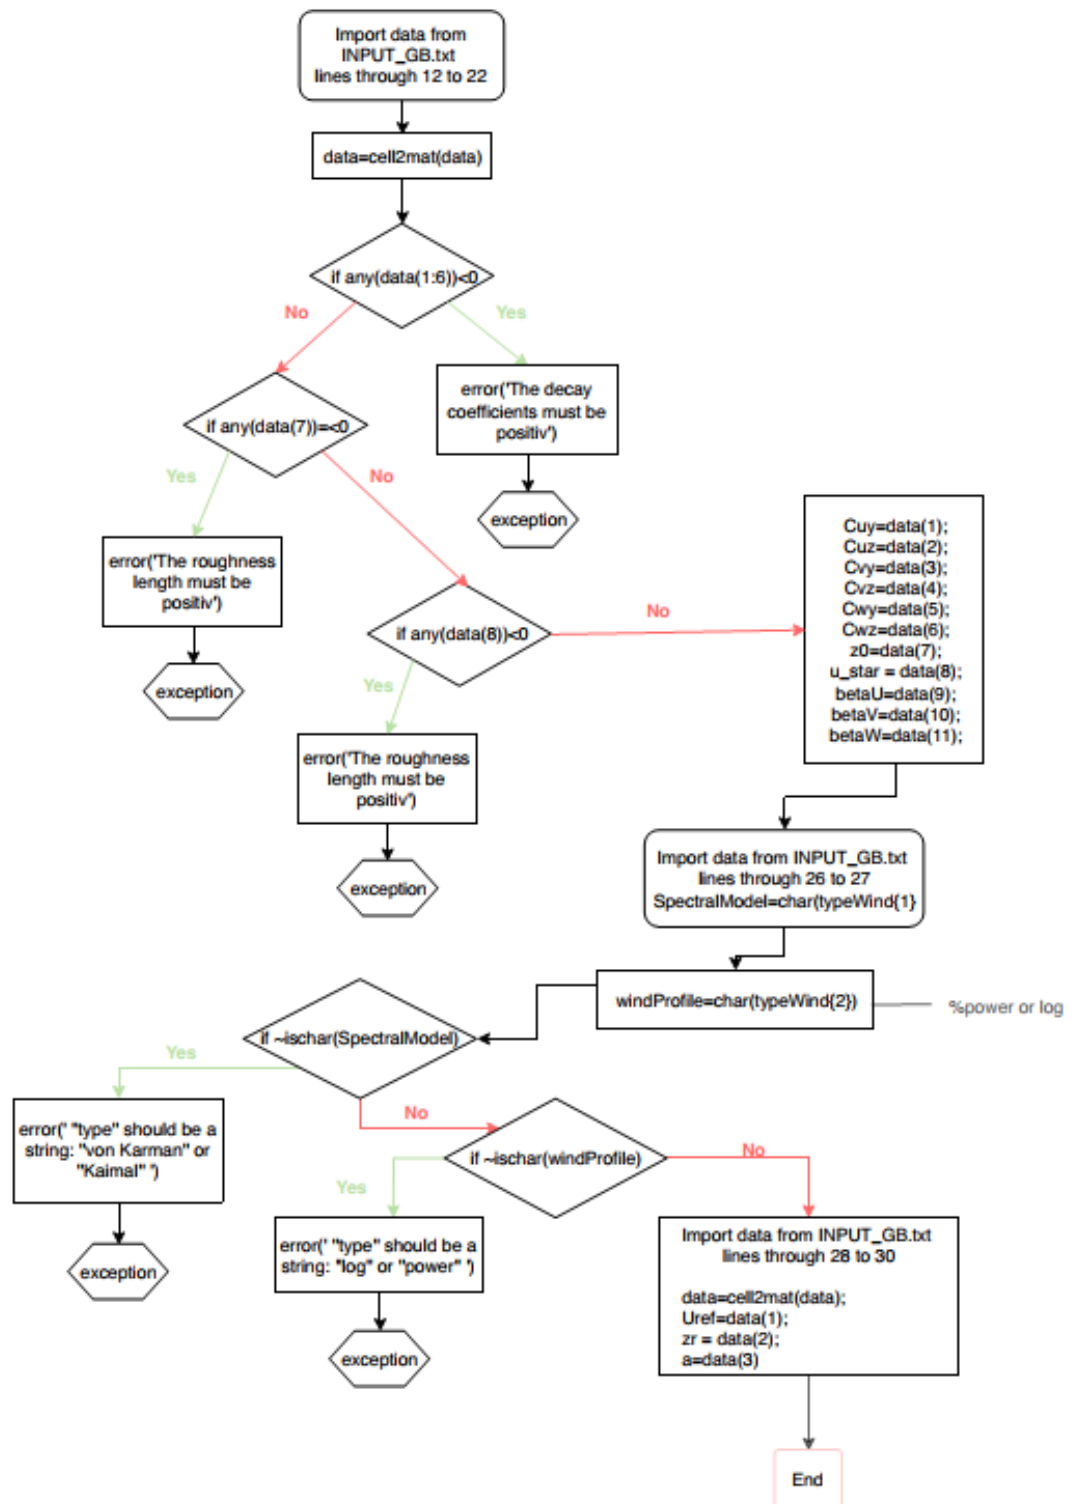 Import data from
INPUT_GB.txt
lines through 12 to 22
data=cell2mat(data)
if any(data(1:6))<0
No
Yes
error('The decay
coefficients must be
positiv')
exception
if any(data(7))=<0
Yes
No
error('The roughness
length must be
positiv')
exception
if any(data(8))<0
No
Yes
error('The roughness
length must be
positiv')
exception
Cuy=data(1);
Cuz=data(2);
Cvy=data(3);
Cvz=data(4);
Cwy=data(5);
Cwz=data(6);
z0=data(7);
u_star = data(8);
betaU=data(9);
betaV=data(10);
betaW=data(11);
Import data from INPUT_GB.txt
lines through 26 to 27
SpectralModel=char(typeWind{1}
windProfile=char(typeWind{2})
%power or log
if ~ischar(SpectralModel)
Yes
No
error(' "type" should be a
string: "von Karman" or
"Kaimal" ')
exception
if ~ischar(windProfile)
Yes
No
error(' "type" should be a
string: "log" or "power" ')
exception
Import data from INPUT_GB.txt
lines through 28 to 30
data=cell2mat(data);
Uref=data(1);
zr = data(2);
a=data(3)
End